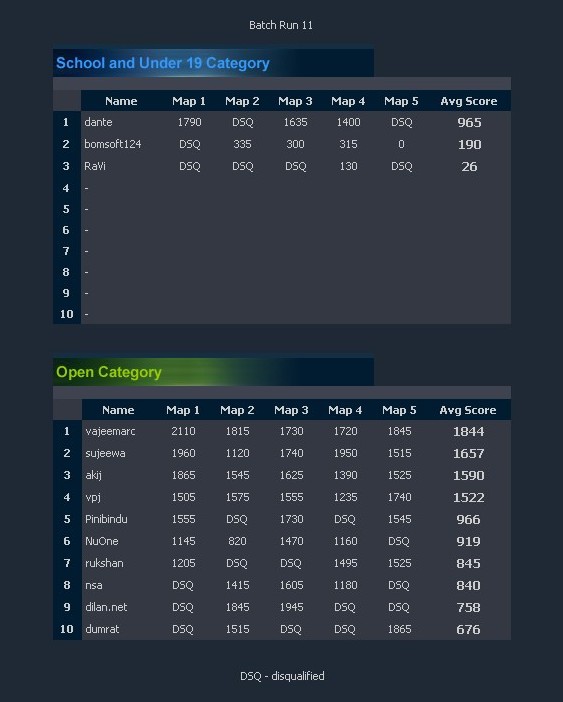 Batch Run 11
School and Under 19 Category
Name Map 1 Map 2 Map 3 Map 4 Map 5 Avg Score
1 dante 1790 DSQ 1635 1400 DSQ 965
2 bomsoft124 DSQ 335 300 315 0 190
3 RaVi DSQ DSQ DSQ 130 DSQ 26
4 -
5 -
6 -
7 -
8 -
9 -
10 -
Open Category
Name Map 1 Map 2 Map 3 Map 4 Map 5 Avg Score
1 vajeemarc 2110 1815 1730 1720 1845 1844
2 sujeewa 1960 1120 1740 1950 1515 1657
3 akij 1865 1545 1625 1390 1525 1590
4 vpj 1505 1575 1555 1235 1740 1522
5 Pinibindu 1555 DSQ 1730 DSQ 1545 966
6 NuOne 1145 820 1470 1160 DSQ 919
7 rukshan 1205 DSQ DSQ 1495 1525 845
8 nsa DSQ 1415 1605 1180 DSQ 840
9 dilan.net DSQ 1845 1945 DSQ DSQ 758
10 dumrat DSQ 1515 DSQ DSQ 1865 676
DSQ - disqualified